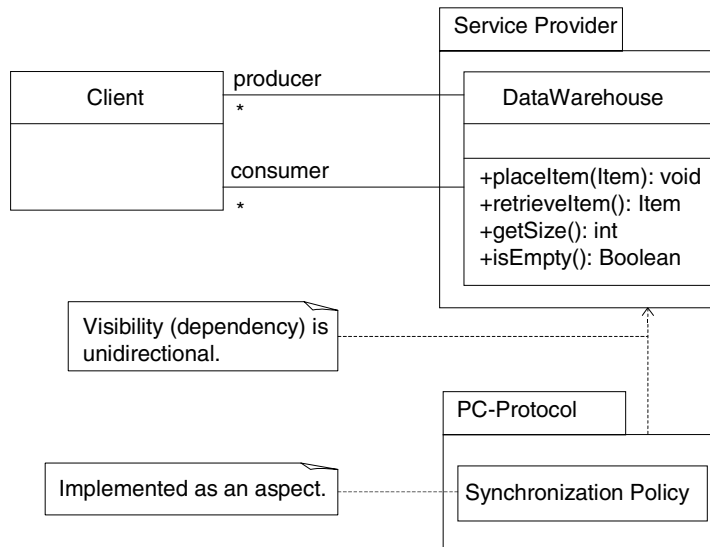 Service Provider
Client
producer
*
DataWarehouse
consumer
*
+placeItem(Item): void
+retrieveItem(): Item
+getSize(): int
+isEmpty(): Boolean
Visibility (dependency) is
unidirectional.
PC-Protocol
Implemented as an aspect.
Synchronization Policy